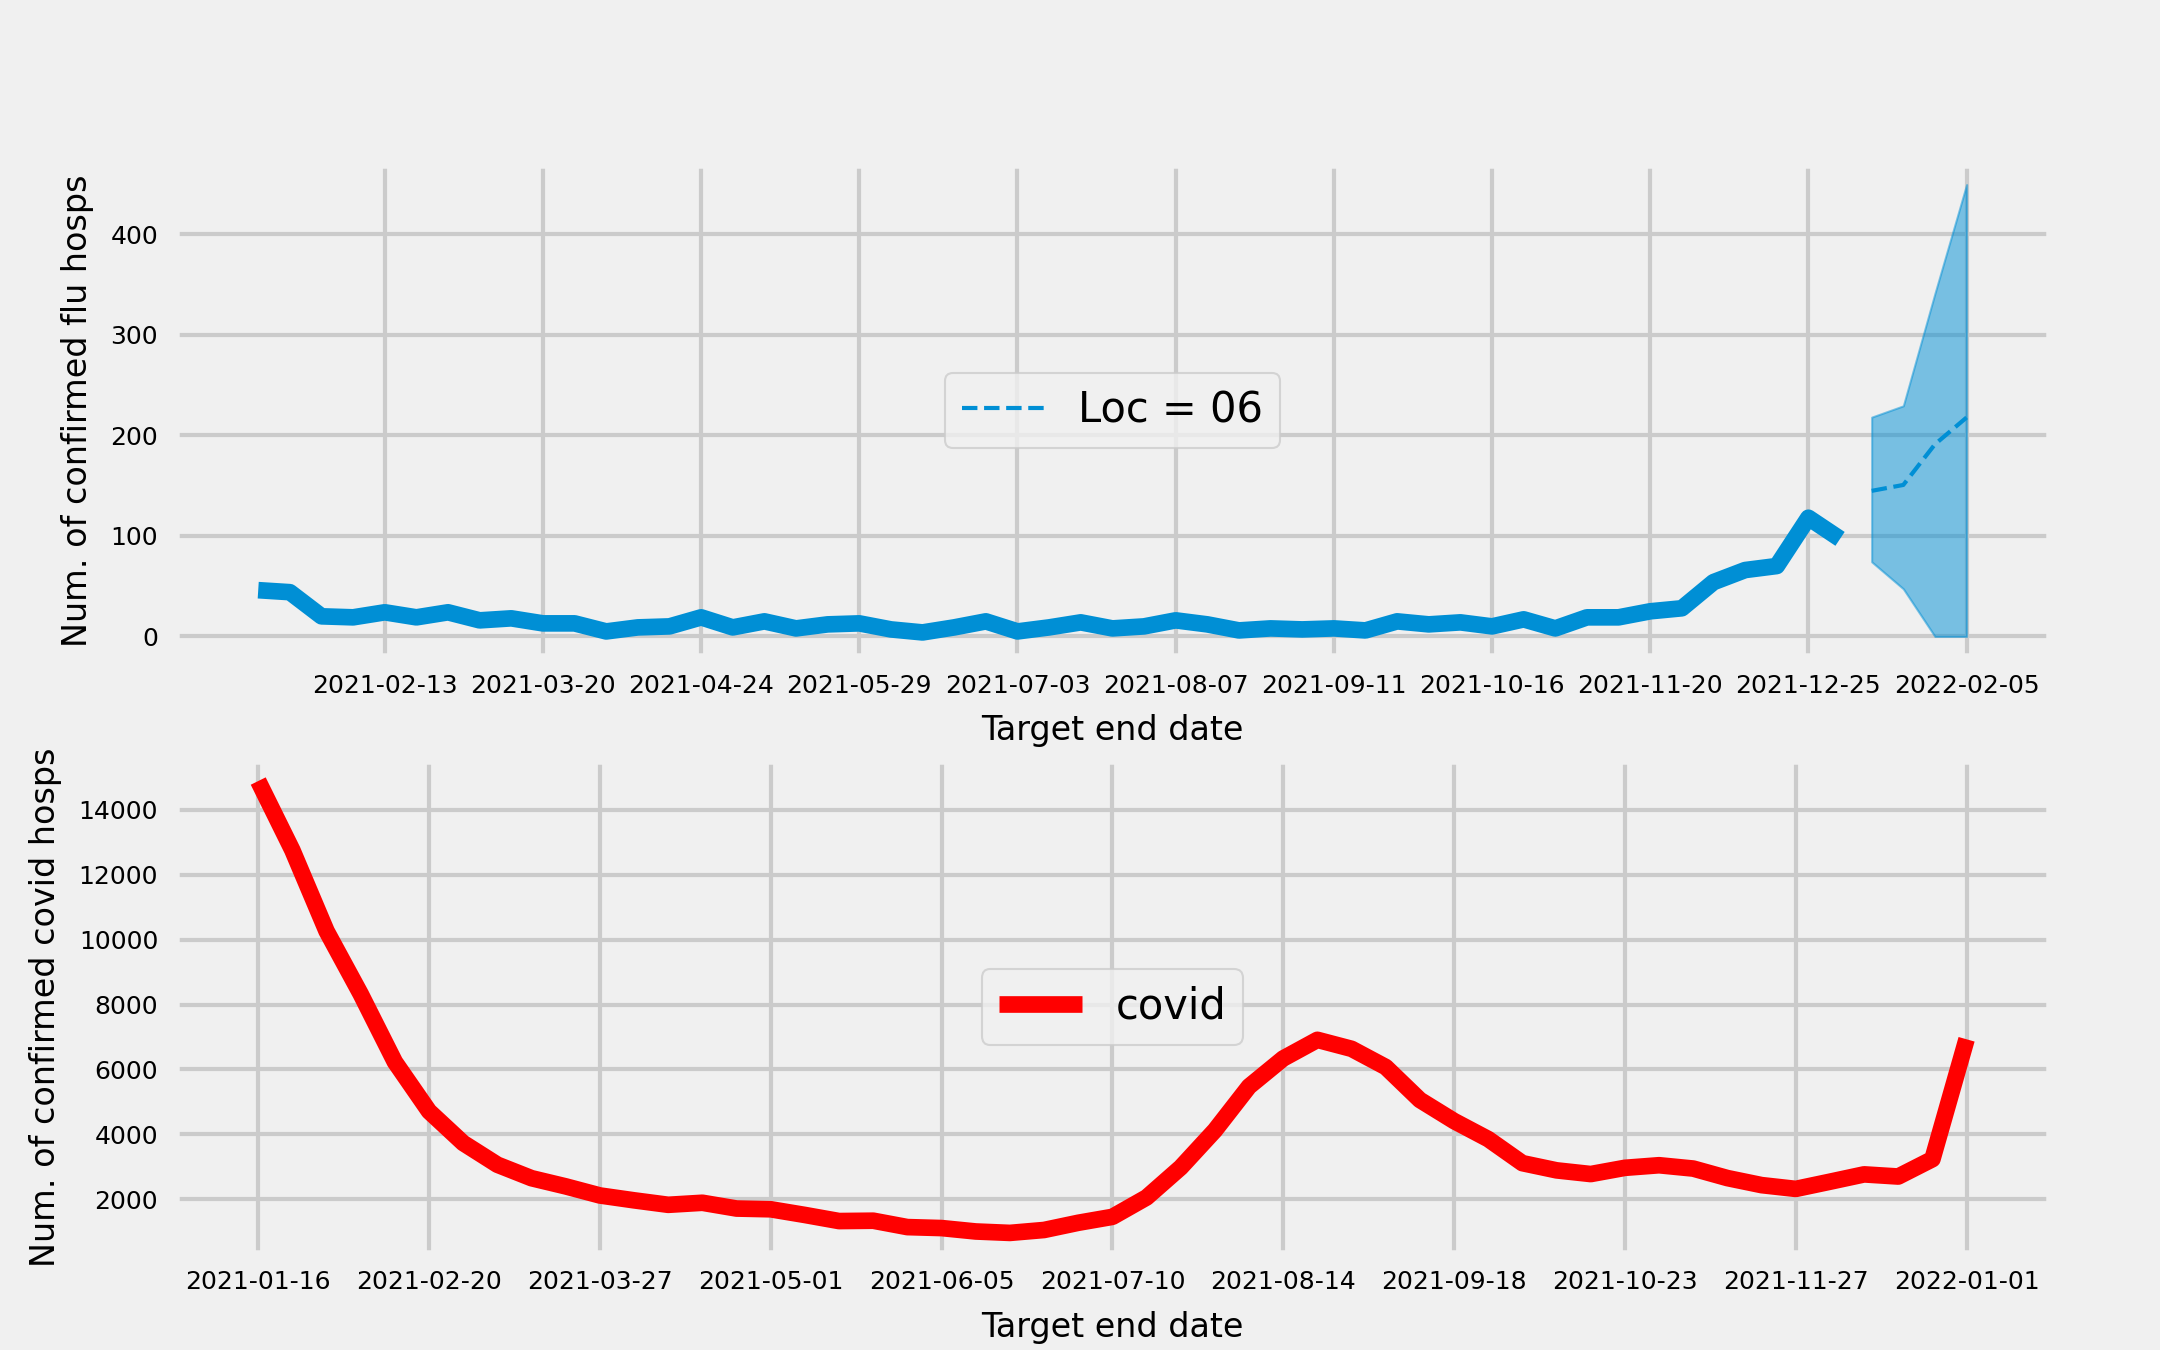 Num. of confirmed flu hosps
400
300
200
100
0
Loc = 06
2021-02-13 2021-03-20 2021-04-24 2021-05-29 2021-07-03 2021-08-07 2021-09-11 2021-10-16 2021-11-20 2021-12-25 2022-02-05
Target end date
Num. of confirmed covid hosps
14000
12000
10000
8000
6000
4000
2000
covid
2021-01-16 2021-02-20 2021-03-27 2021-05-01 2021-06-05 2021-07-10 2021-08-14 2021-09-18 2021-10-23 2021-11-27 2022-01-01
Target end date